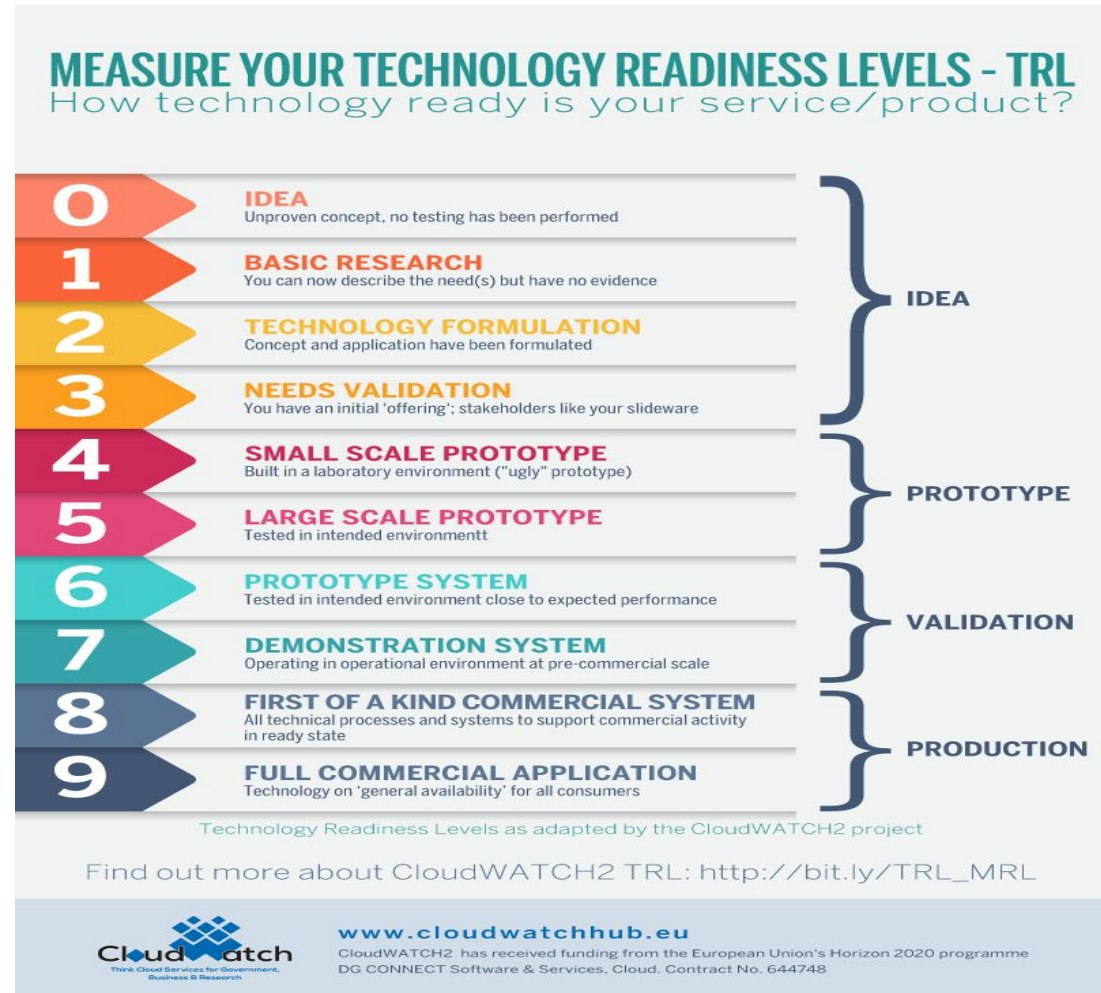 MEASURE YOUR TECHNOLOGY READINESS LEVELS - TRL
How technology ready is your service/product?
0
IDEA
Unproven concept, no testing has been performed
1
BASIC RESEARCH
You can now describe the need(s) but have no evidence
2
TECHNOLOGY FORMULATION
Concept and application have been formulated
3
NEEDS VALIDATION
You have an initial 'offering'; stakeholders like your slideware
IDEA
4
SMALL SCALE PROTOTYPE
Built in a laboratory environment ("ugly" prototype)
5
LARGE SCALE PROTOTYPE
Tested in intended environmentt
PROTOTYPE
6
PROTOTYPE SYSTEM
Tested in intended environment close to expected performance
7
DEMONSTRATION SYSTEM
Operating in operational environment at pre-commercial scale
VALIDATION
8
FIRST OF A KIND COMMERCIAL SYSTEM
All technical processes and systems to support commercial activity
in ready state
9
FULL COMMERCIAL APPLICATION
Technology on 'general availability' for all consumers
PRODUCTION
Technology Readiness Levels as adapted by the CloudWATCH2 project
Find out more about CloudWATCH2 TRL: http://bit.ly/TRL_MRL
CloudWatch
Think Cloud Services for Government,
Business & Research
www.cloudwatchhub.eu
CloudWATCH2 has received funding from the European Union's Horizon 2020 programme
DG CONNECT Software & Services, Cloud. Contract No. 644748